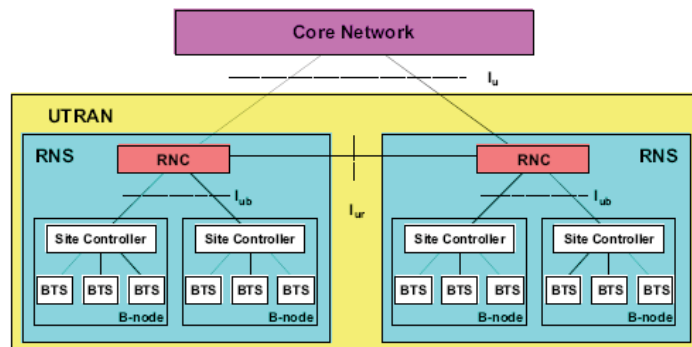 Core Network
Iu
UTRAN
RNS
RNC
RNC
RNS
Iub
Iur
Iub
Site Controller
Site Controller
Site Controller
Site Controller
BTS BTS BTS
BTS BTS BTS
BTS BTS BTS
BTS BTS BTS
B-node
B-node
B-node
B-node